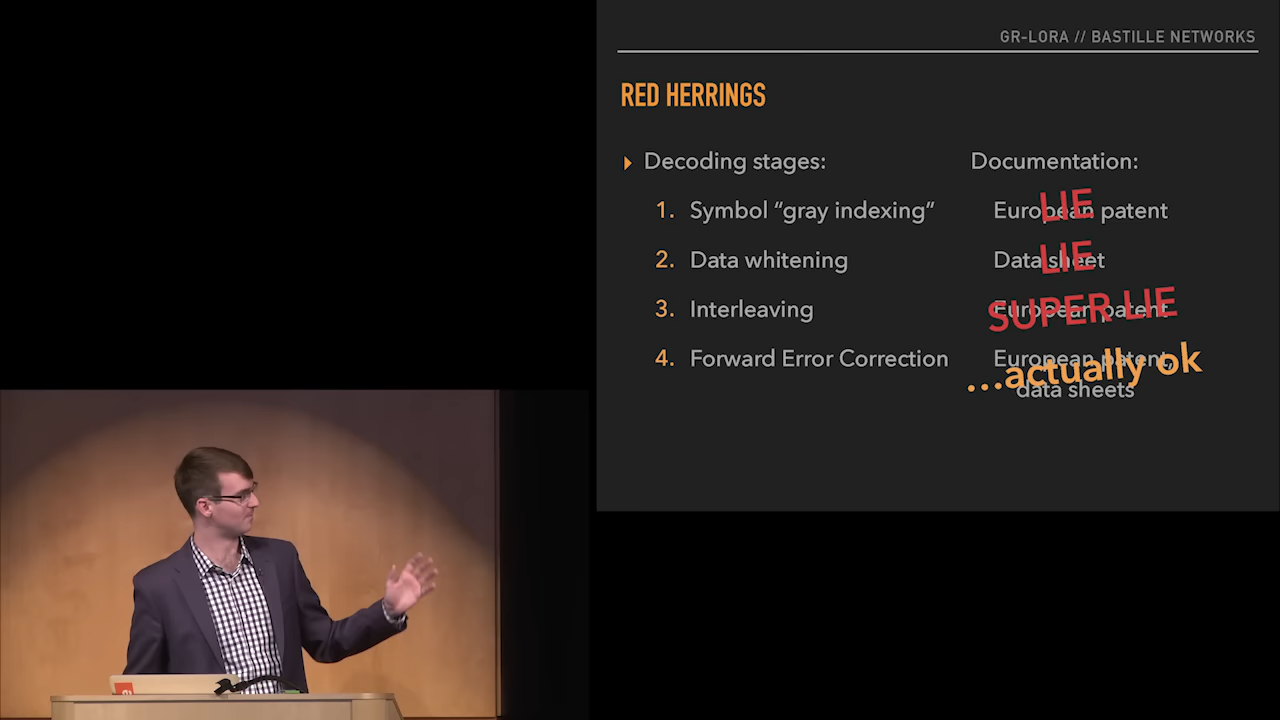 GR-LORA // BASTILLE NETWORKS
RED HERRINGS
Decoding stages: Documentation:
1. Symbol “gray indexing” European patent
LIE
2. Data whitening Data sheet
LIE
3. Interleaving European patent
SUPER LIE
4. Forward Error Correction European patent,
...actually ok
data sheets